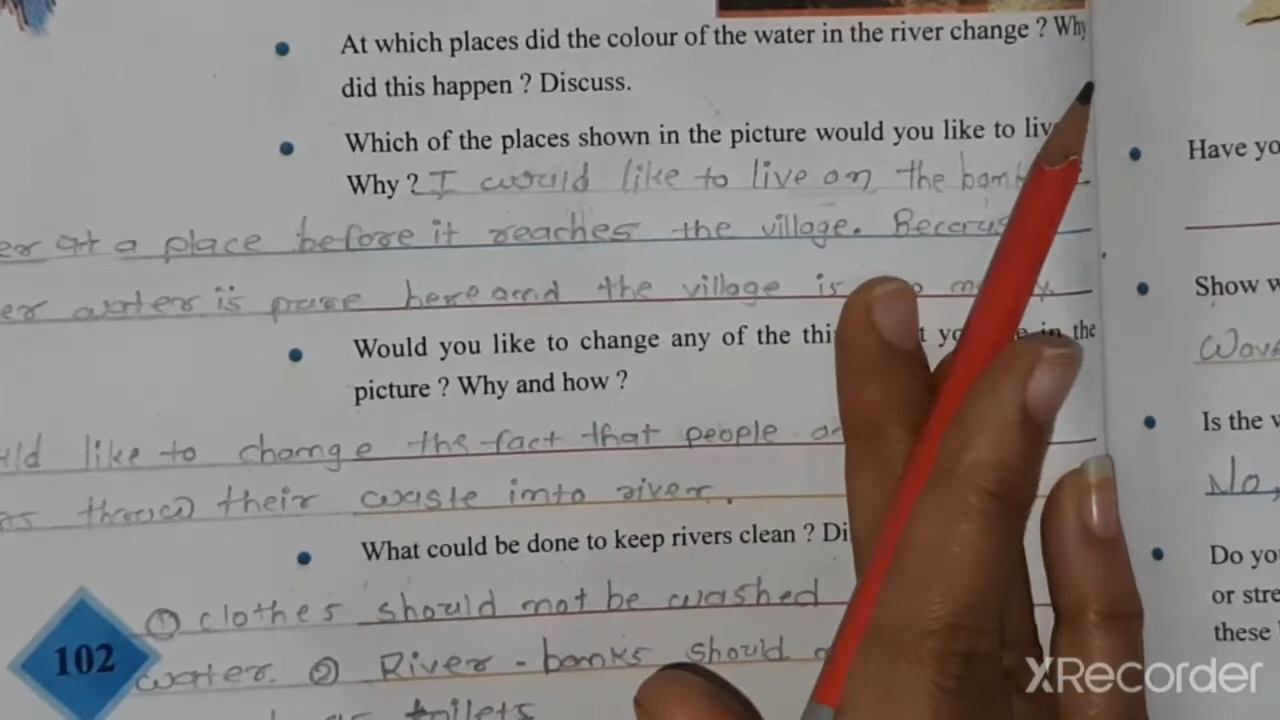 At which places did the colour of the water in the river change ? Why
did this happen ? Discuss.
Which of the places shown in the picture would you like to liv
Why ? I would like to live on the bank
er at a place before it reaches the village. Becaus
er water is pure here and the village is
Would you like to change any of the thi in the
picture ? Why and how ?
uld like to change the fact that people
throw their waste into river.
What could be done to keep rivers clean ? Di
① clothes should not be washed
water. ② River-banks should
as toilets
102
Have yo
Show w
Wav
Is the w
No,
Do yo
or stre
these
XRecorder